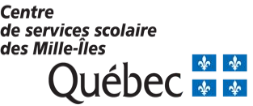 Centre
de services scolaire
des Mille-Îles
Québec